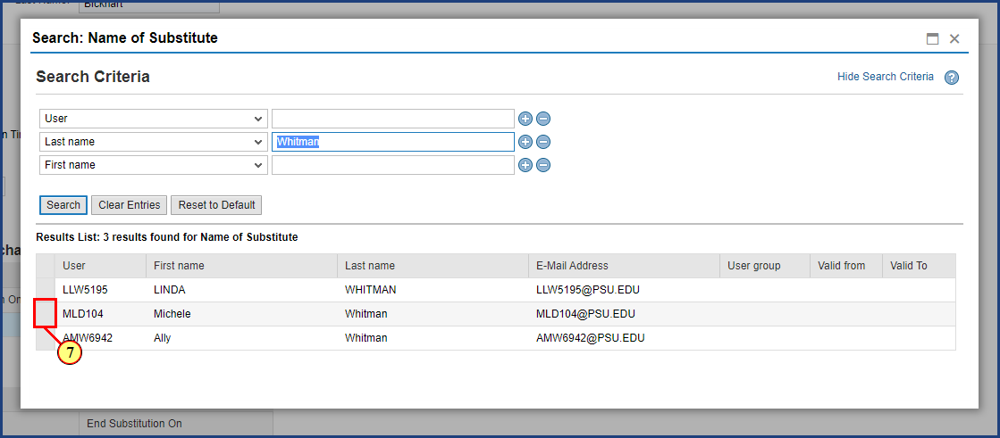 Last Name:
Bickhart
Search: Name of Substitute
Search Criteria
Hide Search Criteria
?
User
Last name
Whitman
First name
Search
Clear Entries
Reset to Default
Results List: 3 results found for Name of Substitute
User First name Last name E-Mail Address User group Valid from Valid To
LLW5195 LINDA WHITMAN LLW5195@PSU.EDU
MLD104 Michele Whitman MLD104@PSU.EDU
AMW6942 Ally Whitman AMW6942@PSU.EDU
7
End Substitution On